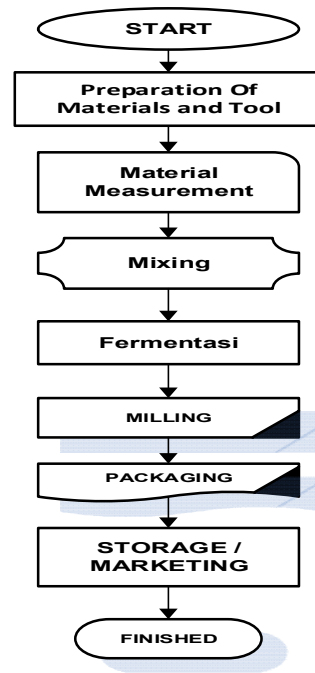 START
Preparation Of
Materials and Tool
Material
Measurement
Mixing
Fermentasi
MILLING
PACKAGING
STORAGE /
MARKETING
FINISHED